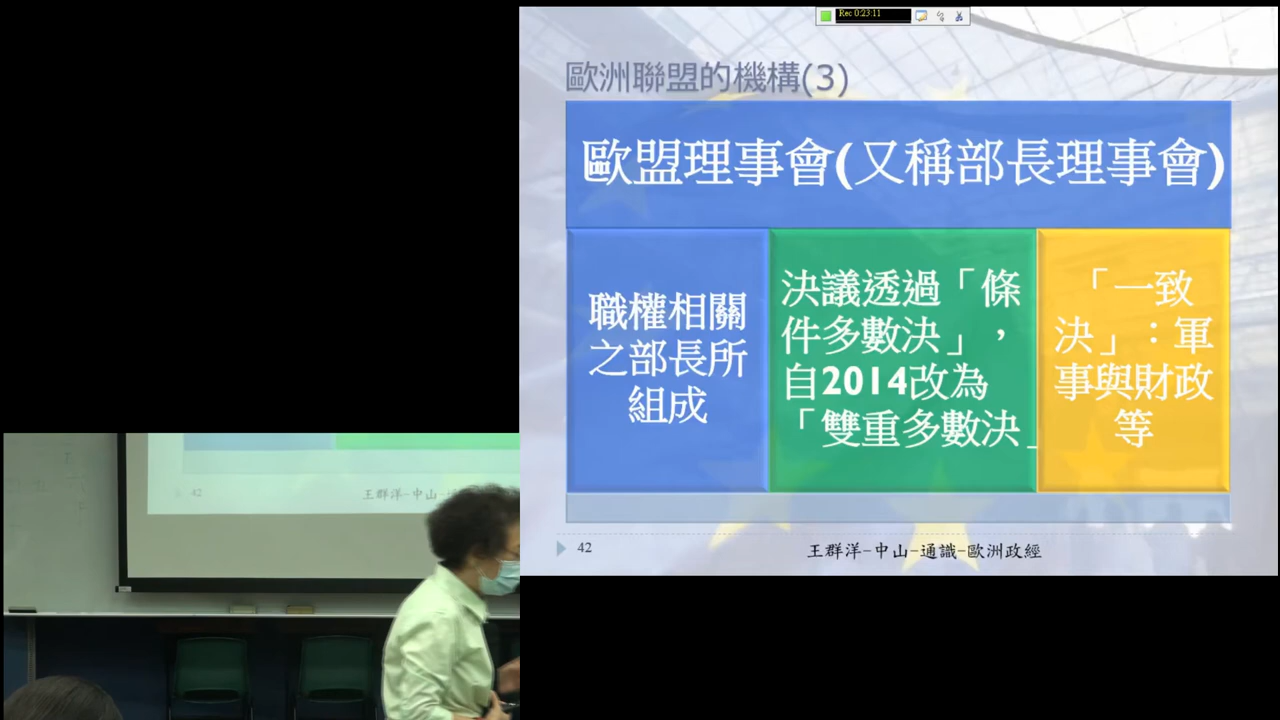 Rec 0:23:11
歐洲聯盟的機構(3)
歐盟理事會(又稱部長理事會)
職權相關
之部長所
組成
決議透過「條
件多數決」，
自2014改為
「雙重多數決」
「一致
決」：軍
事與財政
等
42
王群洋-中山-通識-歐洲政經
42
王群洋-中山-